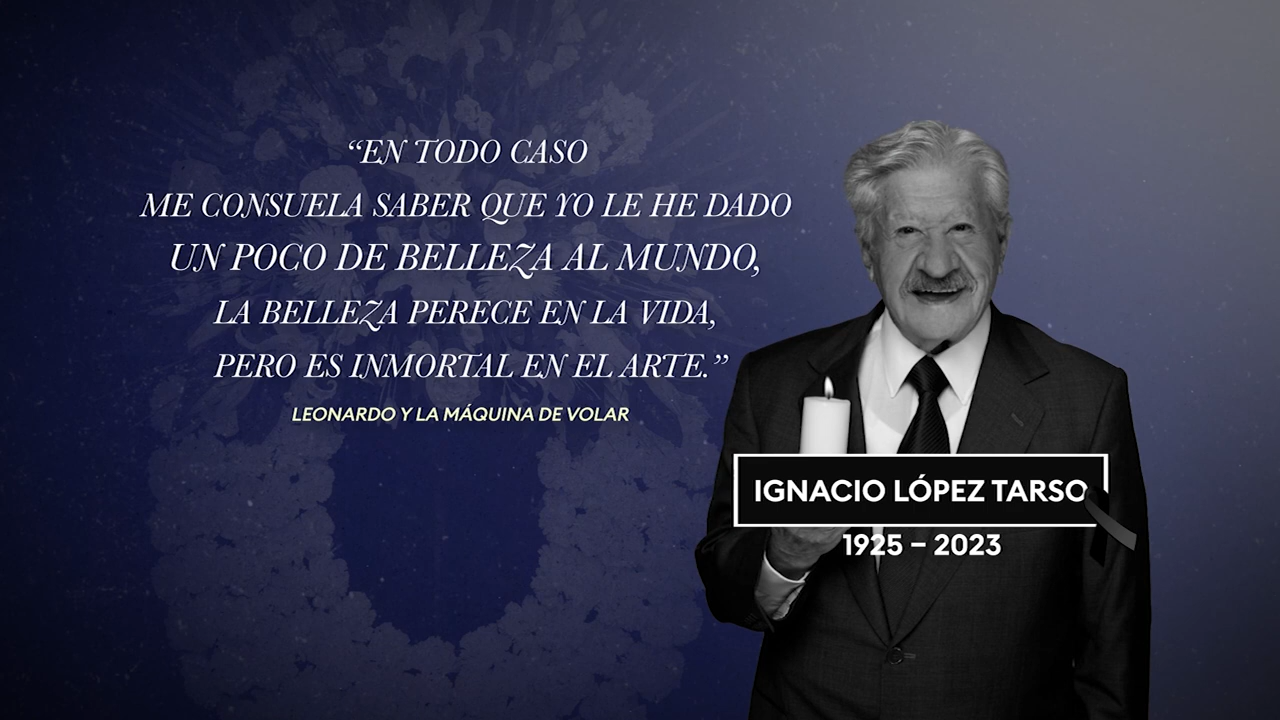 “EN TODO CASO
ME CONSUELA SABER QUE YO LE HE DADO
UN POCO DE BELLEZA AL MUNDO,
LA BELLEZA PERECE EN LA VIDA,
PERO ES INMORTAL EN EL ARTE.”
LEONARDO Y LA MÁQUINA DE VOLAR
IGNACIO LÓPEZ TARSO
1925 – 2023